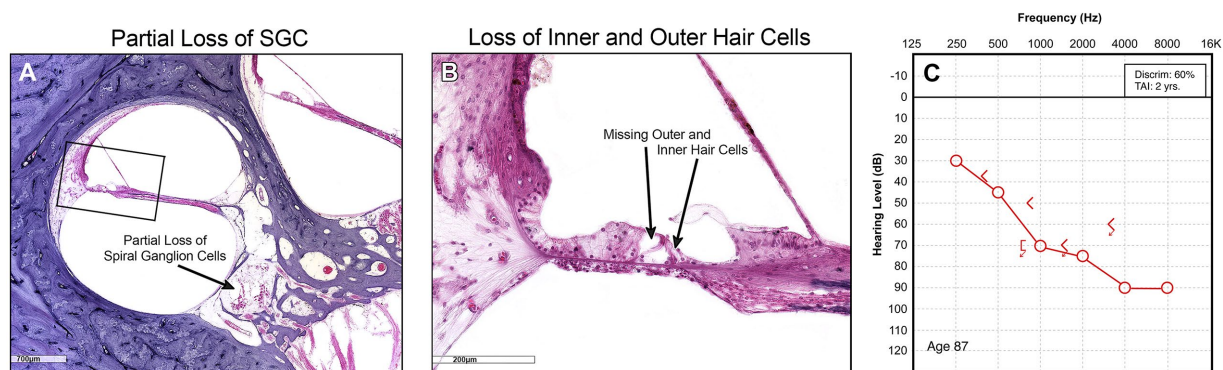 Partial Loss of SGC
A
Partial Loss of
Spiral Ganglion Cells
700µm
Loss of Inner and Outer Hair Cells
B
Missing Outer and
Inner Hair Cells
200µm
Frequency (Hz)
125 250 500 1000 2000 4000 8000 16K
C
Discrim: 60%
TAI: 2 yrs.
Hearing Level (dB)
-10
0
10
20
30
40
50
60
70
80
90
100
110
120
Age 87